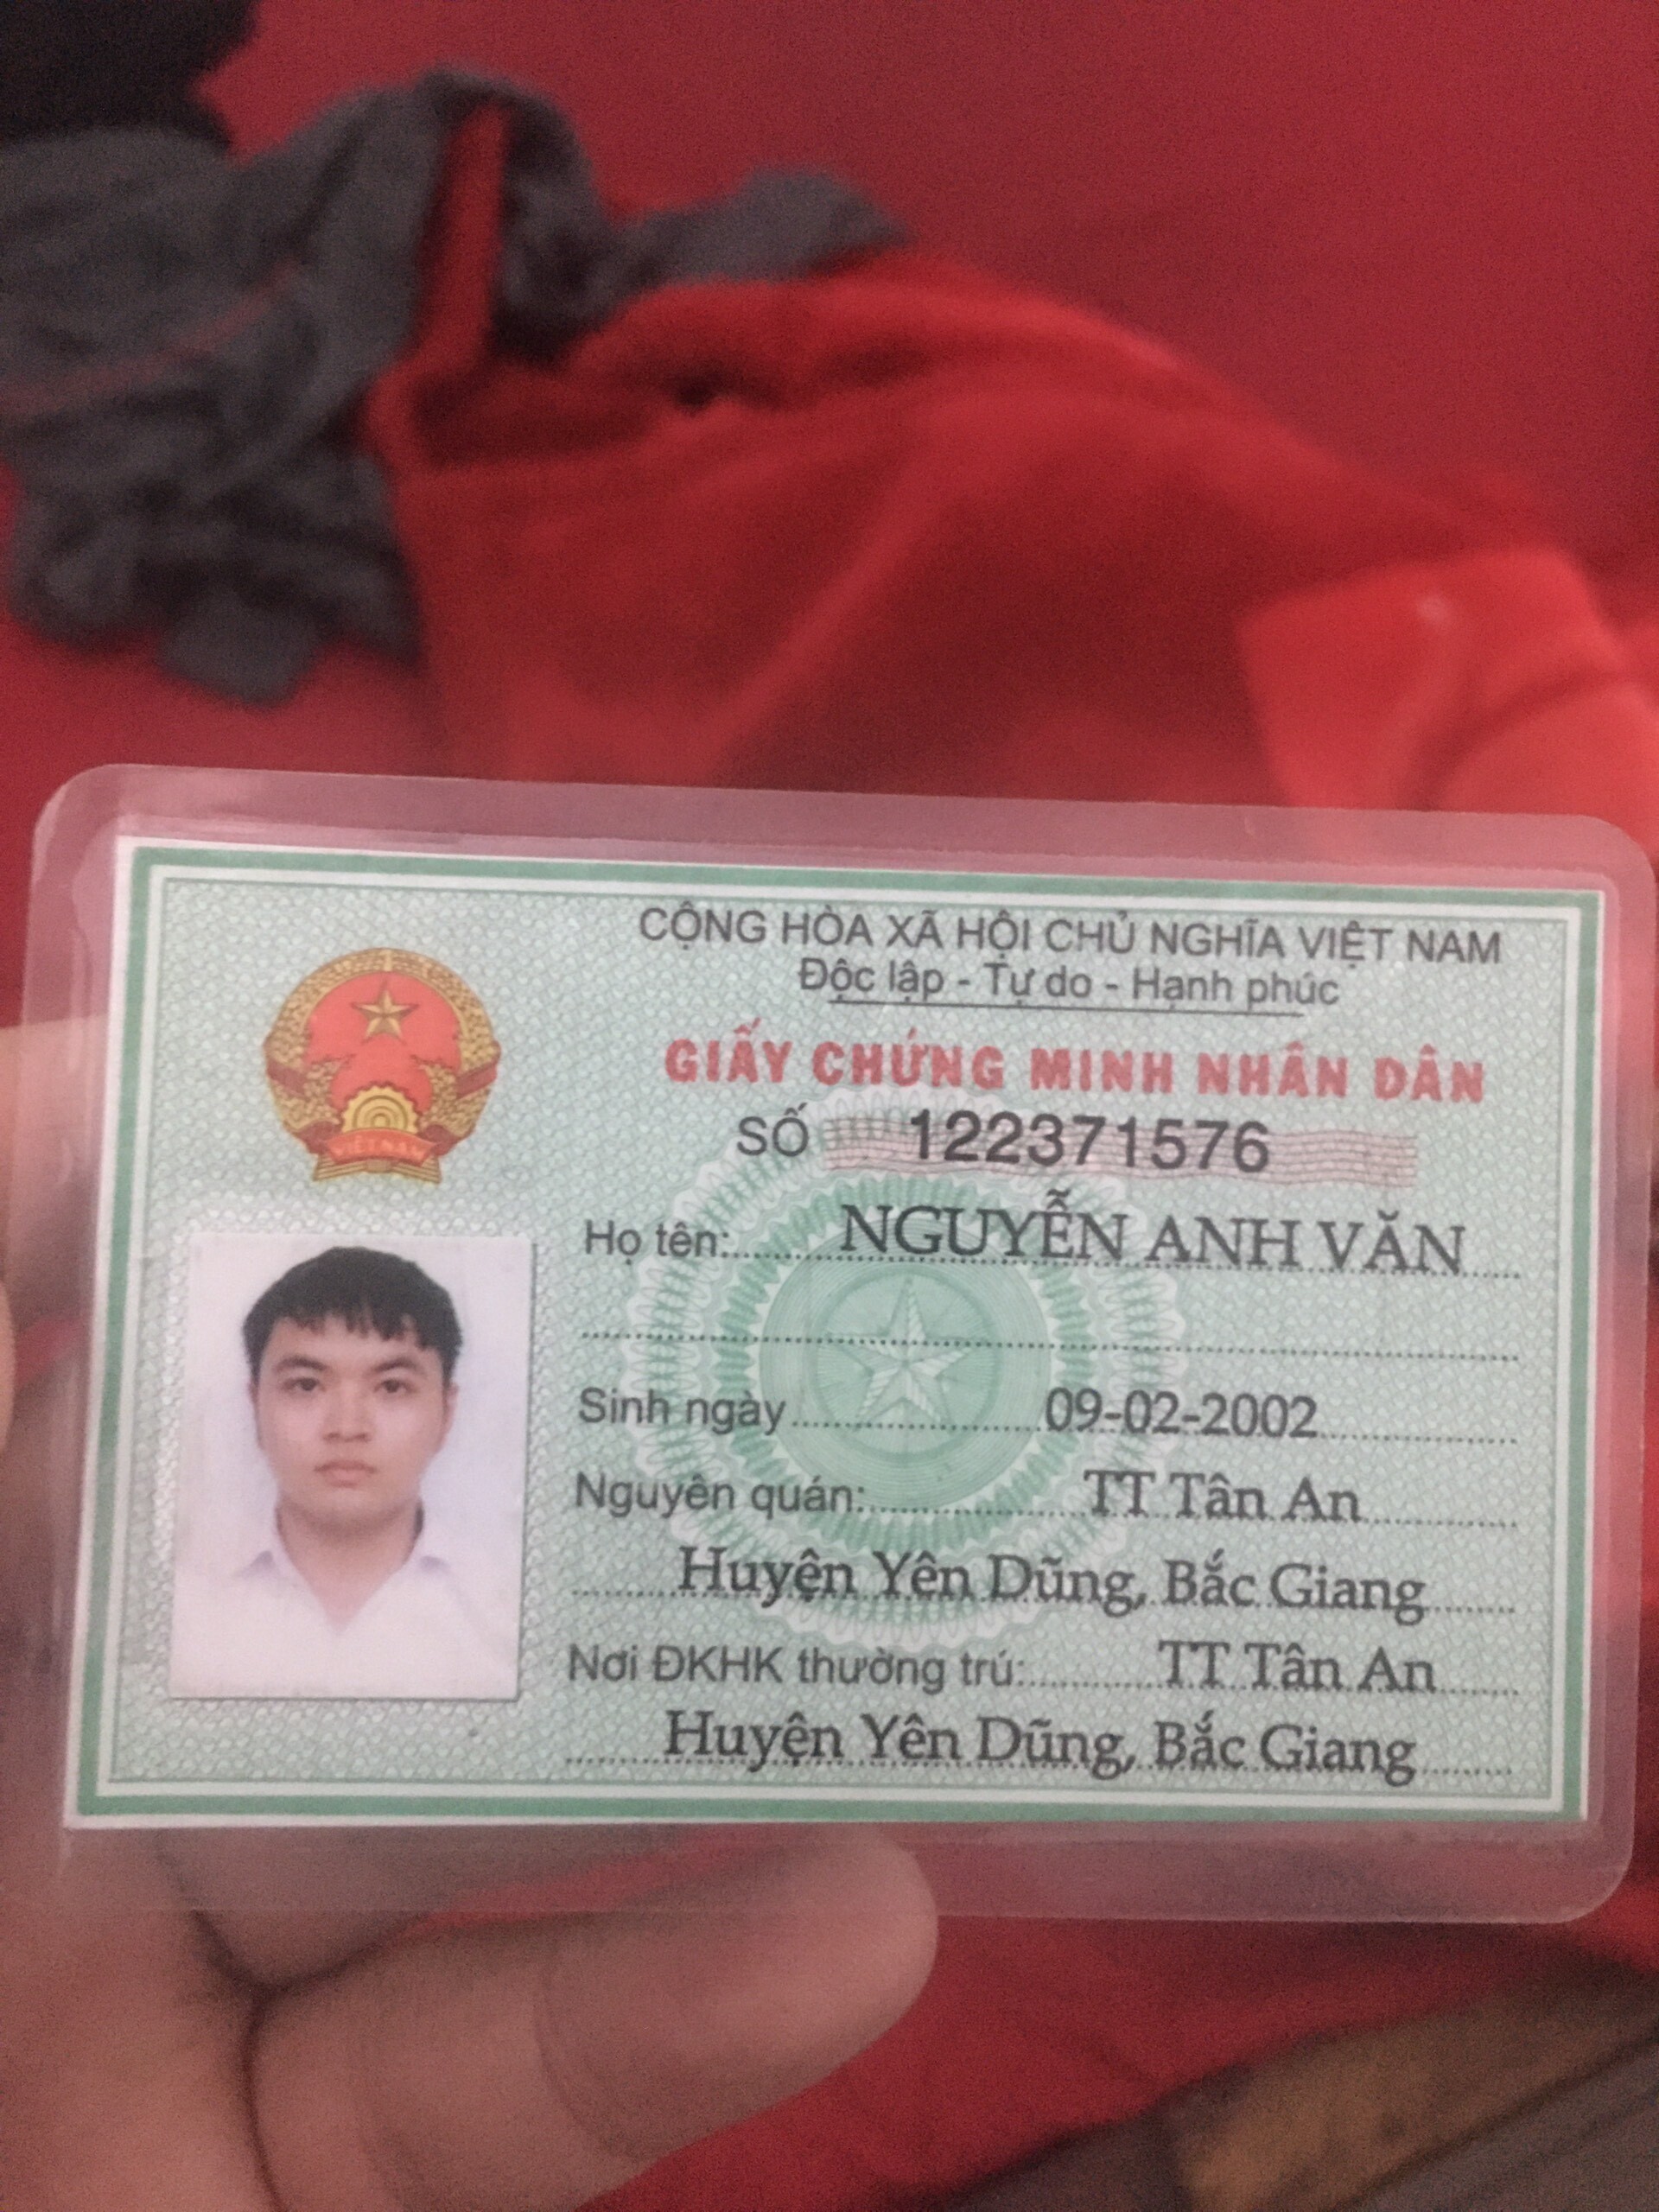 CỘNG HÒA XÃ HỘI CHỦ NGHĨA VIỆT NAM
Độc lập - Tự do - Hạnh phúc
GIẤY CHỨNG MINH NHÂN DÂN
SỐ 122371576
Họ tên: NGUYỄN ANH VĂN
Sinh ngày 09-02-2002
Nguyên quán: TT Tân An
Huyện Yên Dũng, Bắc Giang
Nơi ĐKHK thường trú: TT Tân An
Huyện Yên Dũng, Bắc Giang
VIỆT NAM